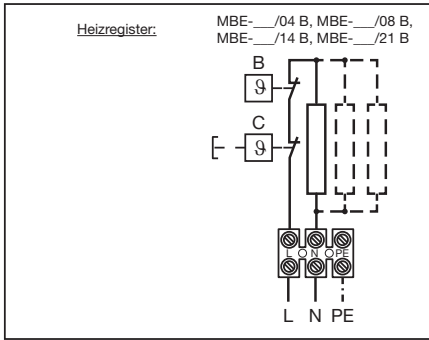 Heizregister:
MBE-___/04 B, MBE-___/08 B,
MBE-___/14 B, MBE-___/21 B
B
ϑ
C
ϑ
L N PE
L N PE